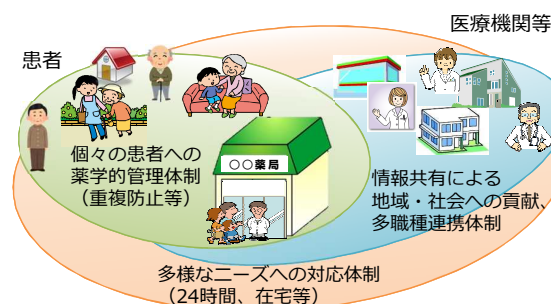 医療機関等
患者
○○薬局
個々の患者への
薬学的管理体制
（重複防止等）
情報共有による
地域・社会への貢献、
多職種連携体制
多様なニーズへの対応体制
（24時間、在宅等）